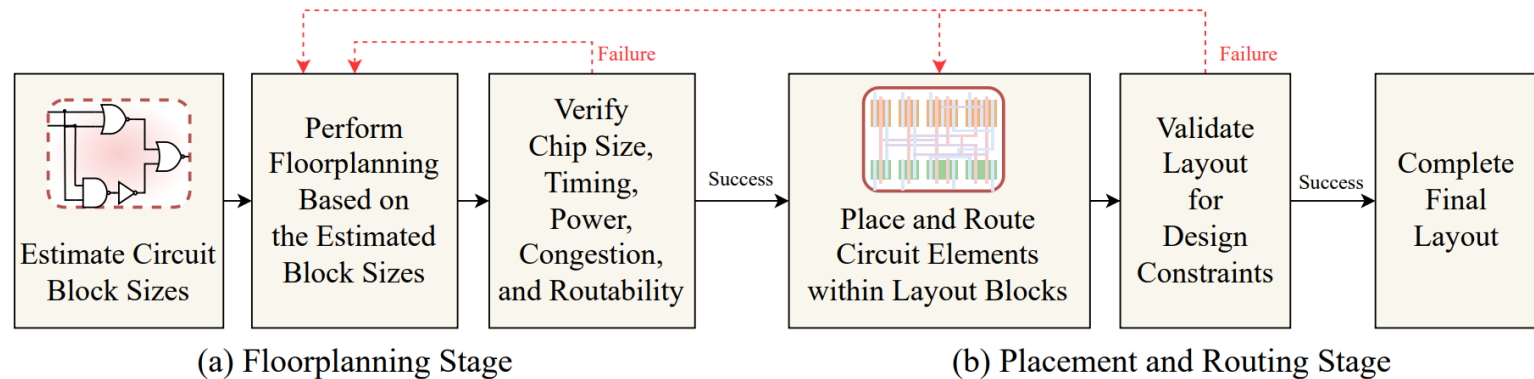 Failure
Failure
Estimate Circuit
Block Sizes
Perform
Floorplanning
Based on
the Estimated
Block Sizes
Verify
Chip Size,
Timing,
Power,
Congestion,
and Routability
Success
Place and Route
Circuit Elements
within Layout Blocks
Validate
Layout
for
Design
Constraints
Success
Complete
Final
Layout
(a) Floorplanning Stage
(b) Placement and Routing Stage